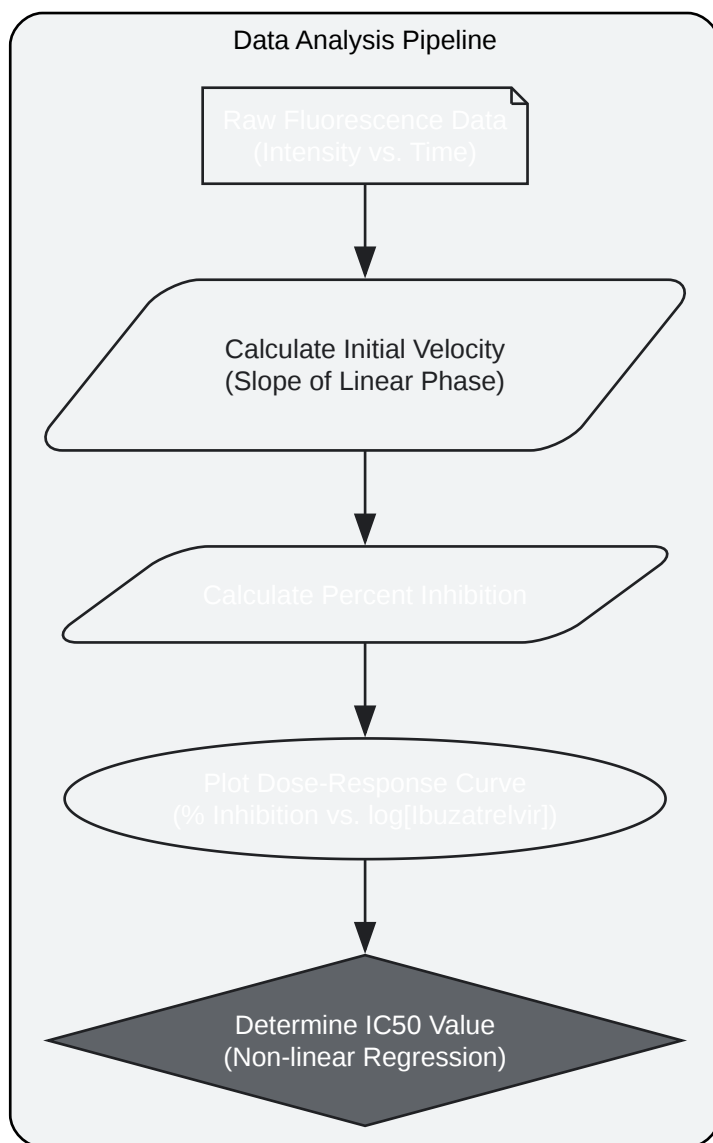 Data Analysis Pipeline
Raw Fluorescence Data
(Intensity vs. Time)
Calculate Initial Velocity
(Slope of Linear Phase)
Calculate Percent Inhibition
Plot Dose-Response Curve
(% Inhibition vs. log[Ibuzatrelvir])
Determine IC50 Value
(Non-linear Regression)